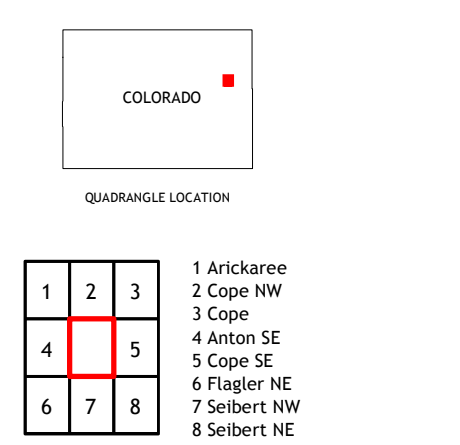 COLORADO
QUADRANGLE LOCATION
1 2 3
4 5
6 7 8
1 Arickaree
2 Cope NW
3 Cope
4 Anton SE
5 Cope SE
6 Flagler NE
7 Seibert NW
8 Seibert NE